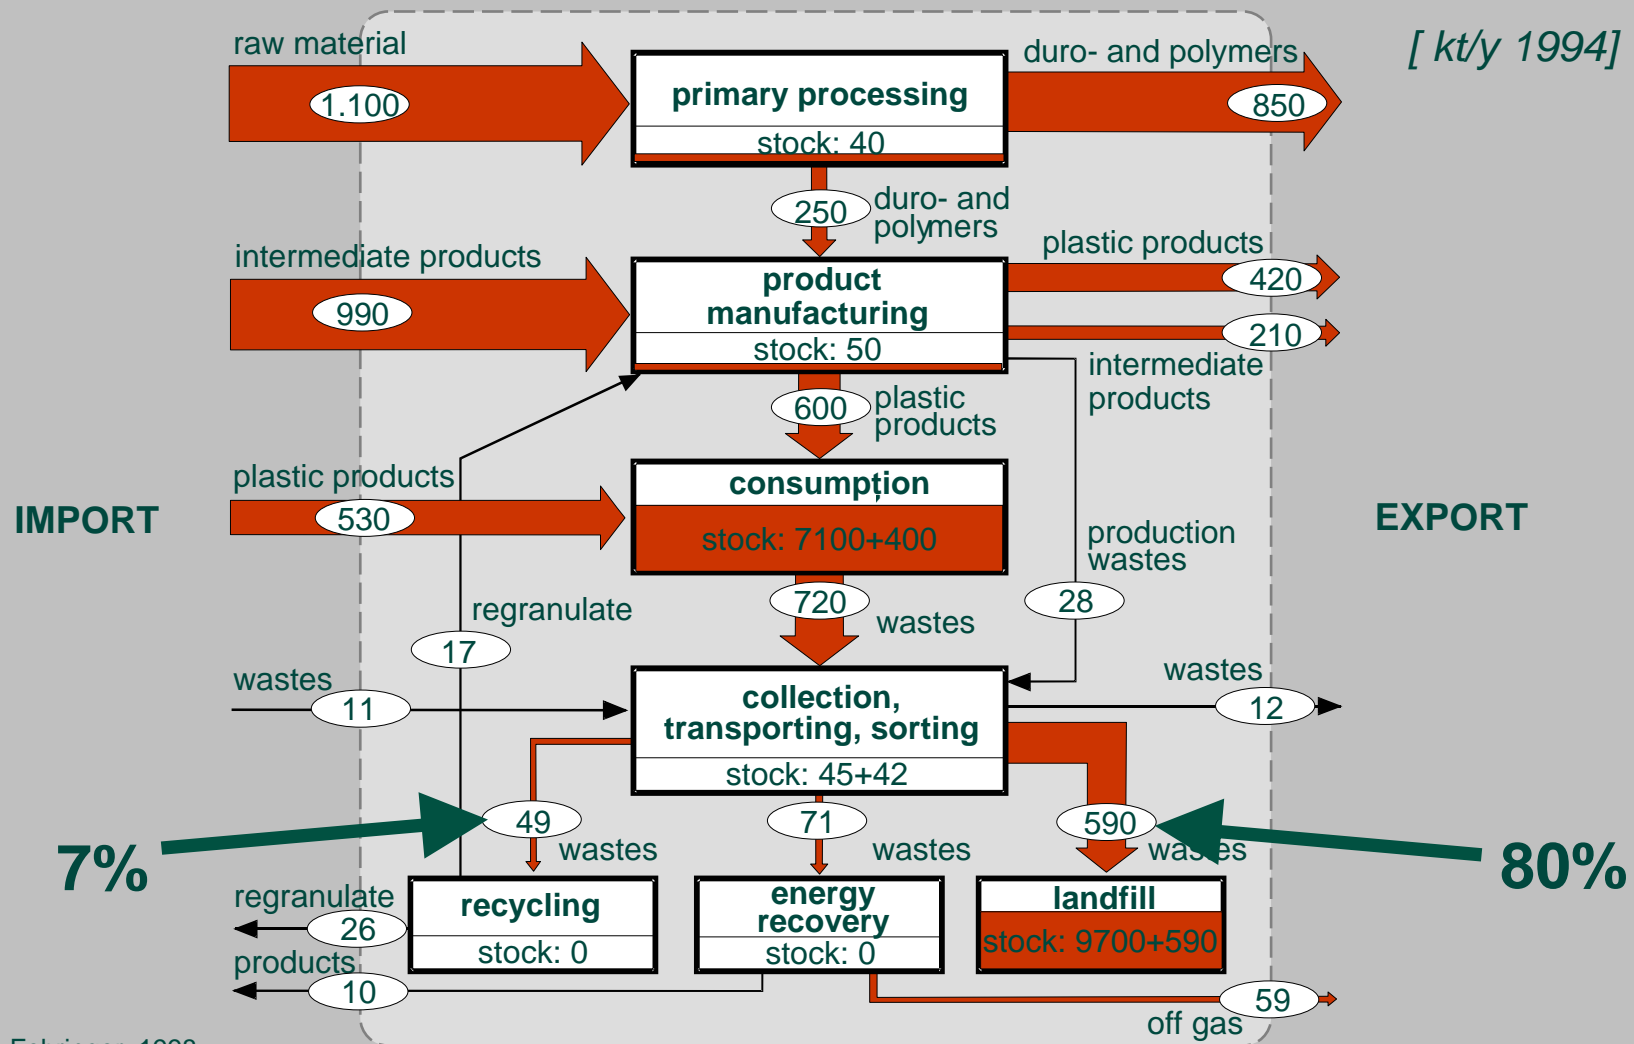 raw material
duro- and polymers
[ kt/y 1994]
1.100
primary processing
850
stock: 40
250
duro- and
polymers
intermediate products
plastic products
990
product
manufacturing
420
stock: 50
210
intermediate
products
600
plastic
products
plastic products
consumption
IMPORT
530
EXPORT
stock: 7100+400
production
wastes
720
28
regranulate
wastes
17
wastes
wastes
11
collection,
transporting, sorting
12
stock: 45+42
49
71
590
7%
wastes
wastes
wastes
80%
regranulate
recycling
energy
recovery
landfill
26
stock: 0
stock: 0
stock: 9700+590
products
10
59
off gas